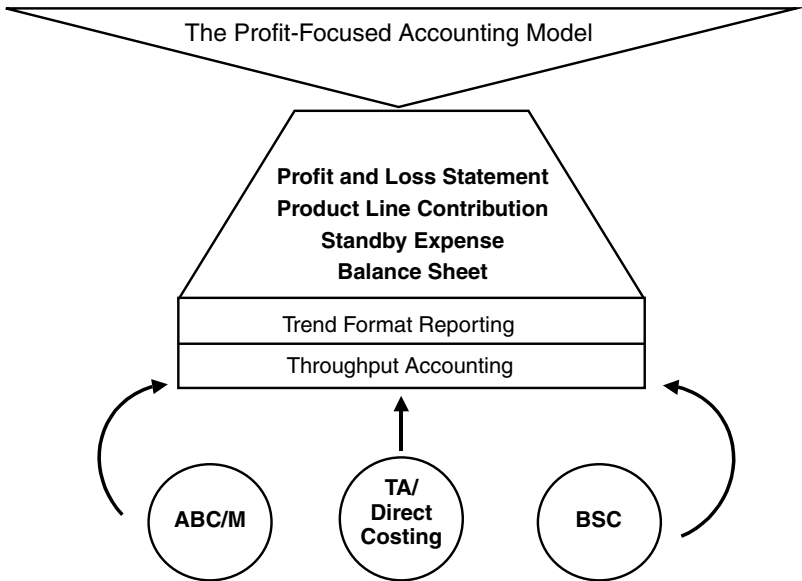 The Profit-Focused Accounting Model
Profit and Loss Statement
Product Line Contribution
Standby Expense
Balance Sheet
Trend Format Reporting
Throughput Accounting
ABC/M
TA/
Direct
Costing
BSC